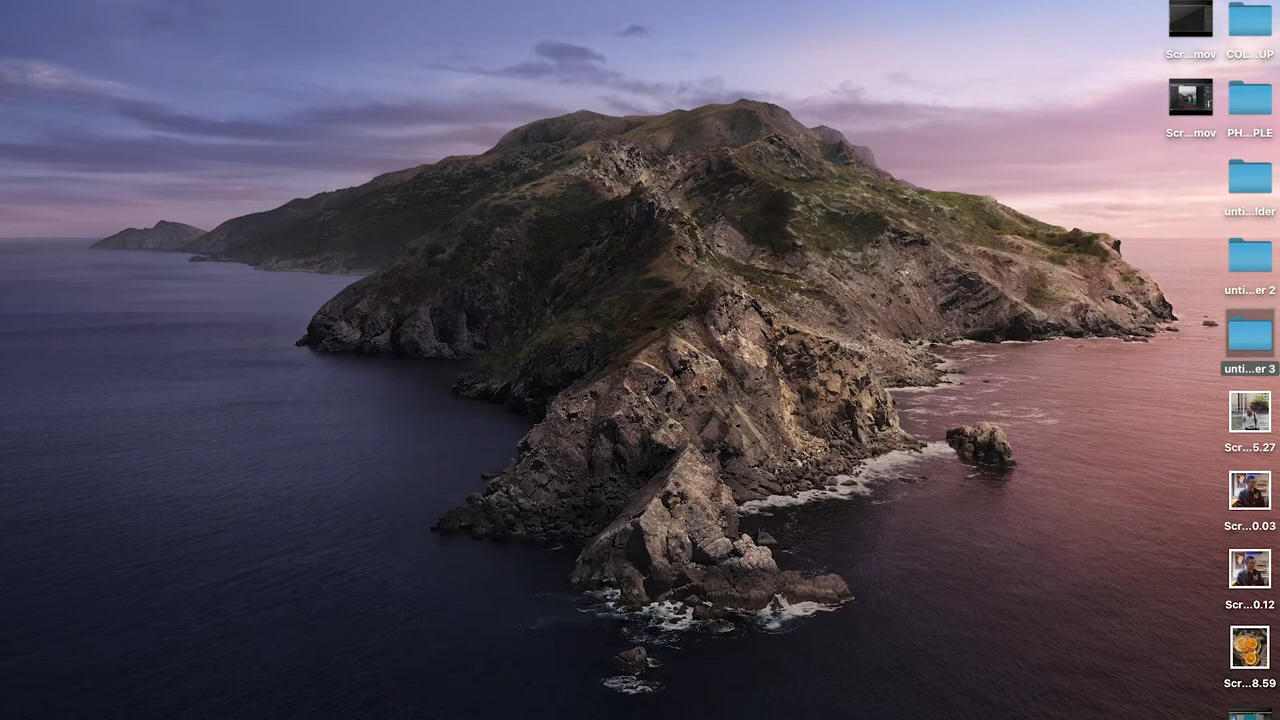 Scr...mov COL...UP
Scr...mov PH...PLE
unti...lder
unti...er 2
unti...er 3
Scr...5.27
Scr...0.03
Scr...0.12
Scr...8.59